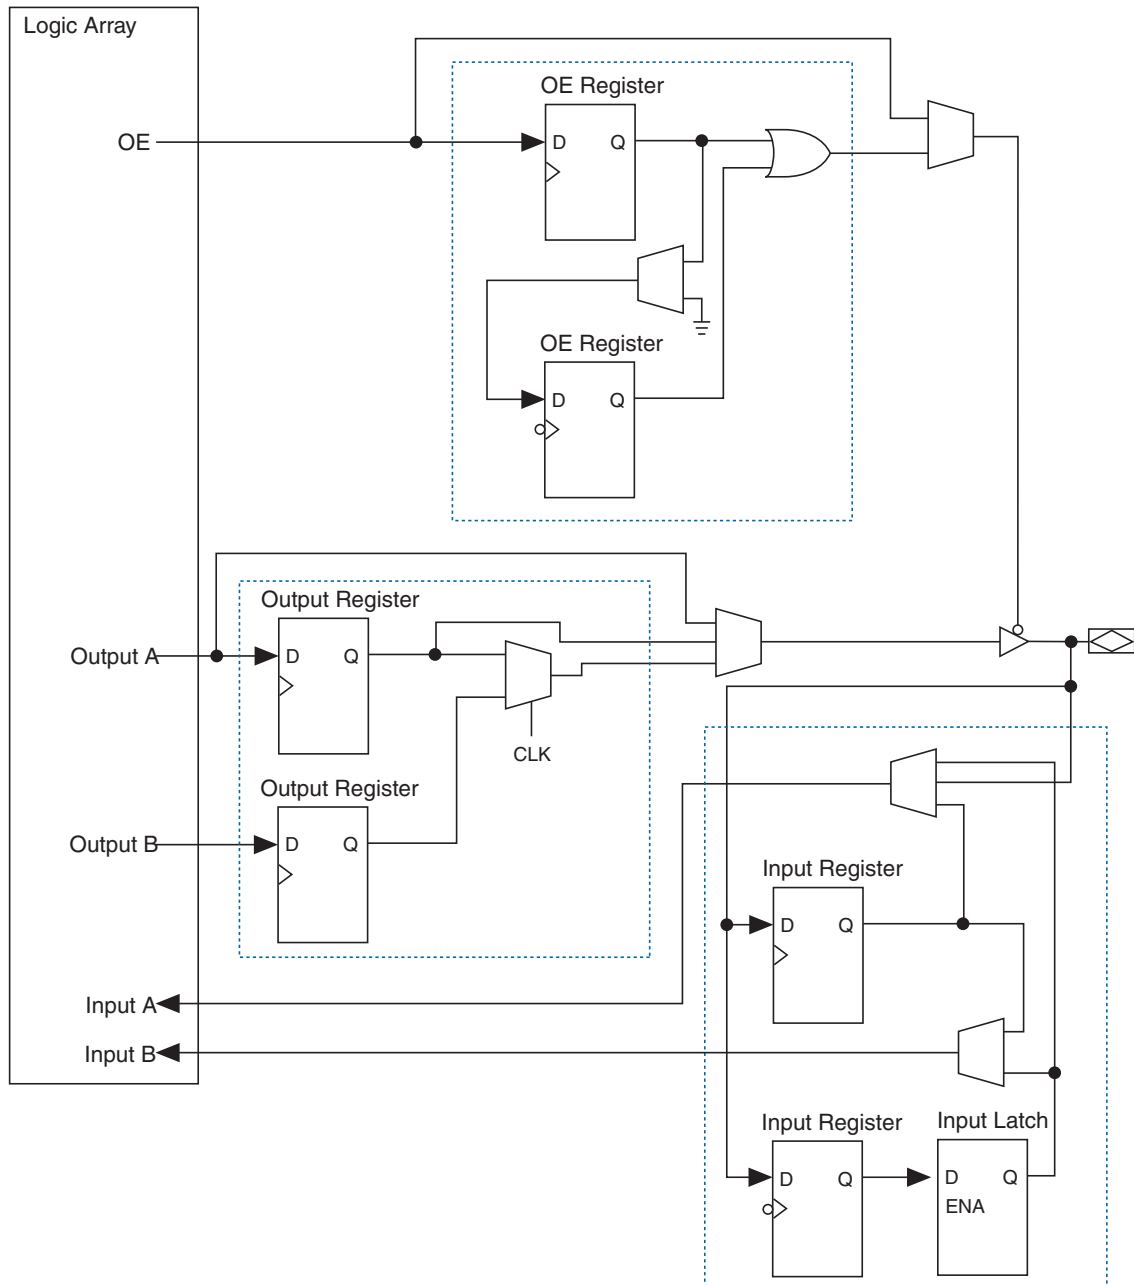 Logic Array
OE Register
OE
D Q
OE Register
D Q
Output Register
Output A
D Q
CLK
Output Register
Output B
D Q
Input Register
D Q
Input A
Input B
Input Register
Input Latch
D Q
D Q
ENA